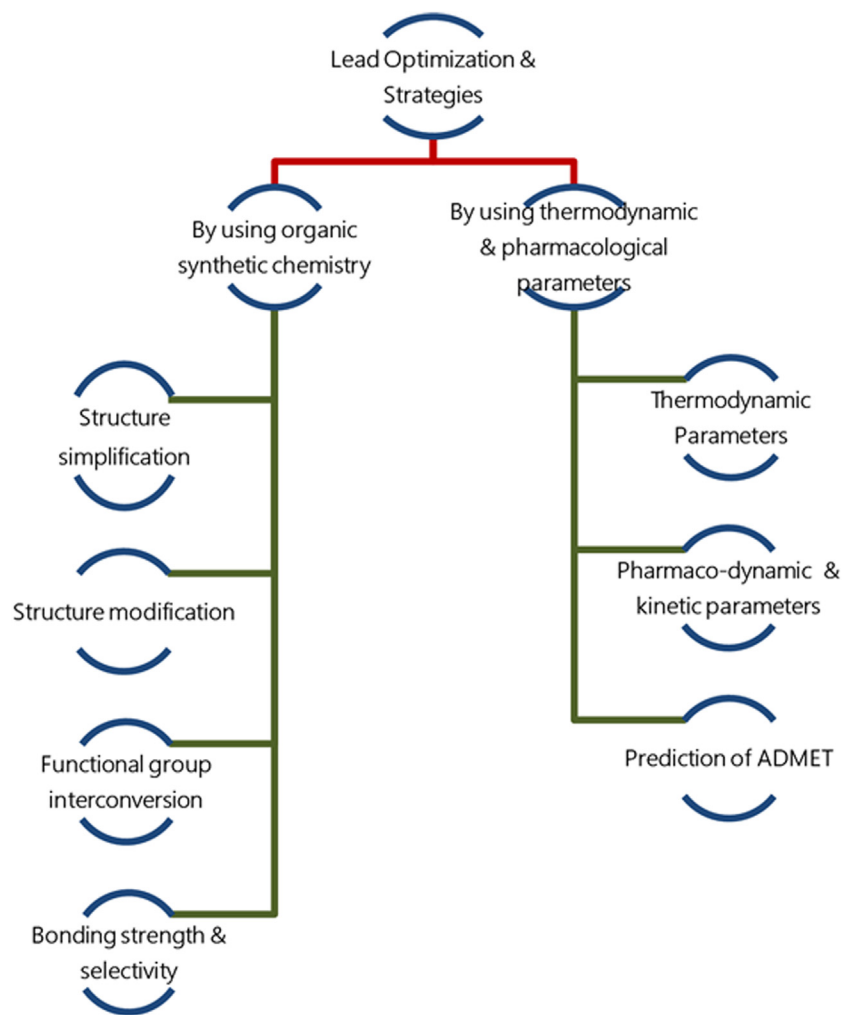 Lead Optimization &
Strategies
By using organic
synthetic chemistry
By using thermodynamic
& pharmacological
parameters
Structure
simplification
Structure modification
Functional group
interconversion
Bonding strength &
selectivity
Thermodynamic
Parameters
Pharmaco-dynamic &
kinetic parameters
Prediction of ADMET